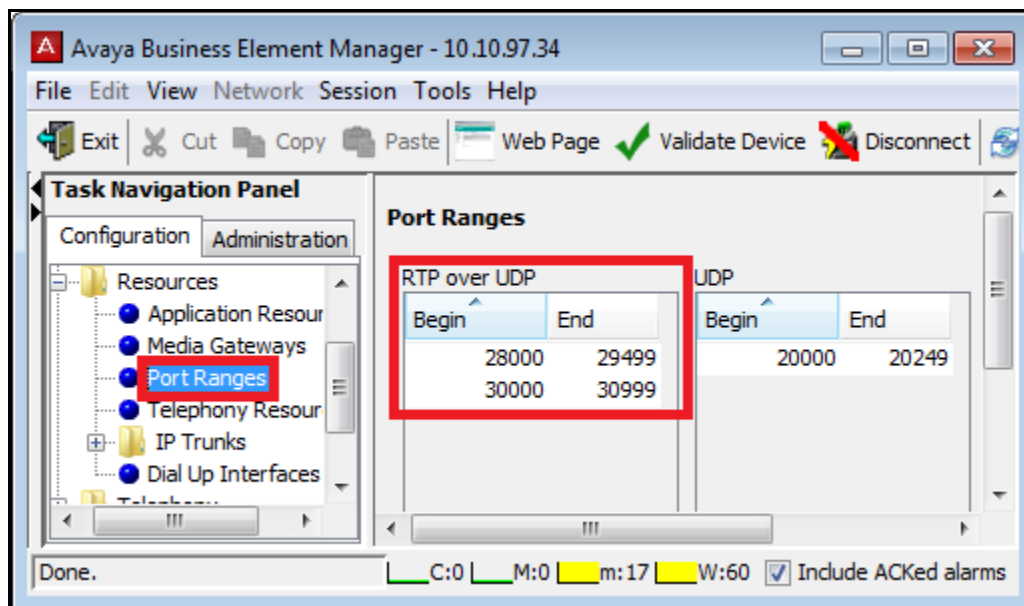 A Avaya Business Element Manager - 10.10.97.34
File Edit View Network Session Tools Help
Exit Cut Copy Paste Web Page Validate Device Disconnect
Task Navigation Panel
Configuration Administration
Resources
Application Resour
Media Gateways
Port Ranges
Telephony Resour
IP Trunks
Dial Up Interfaces
Port Ranges
RTP over UDP UDP
Begin End Begin End
28000 29499 20000 20249
30000 30999
Done. C:0 M:0 m:17 W:60 Include ACKed alarms